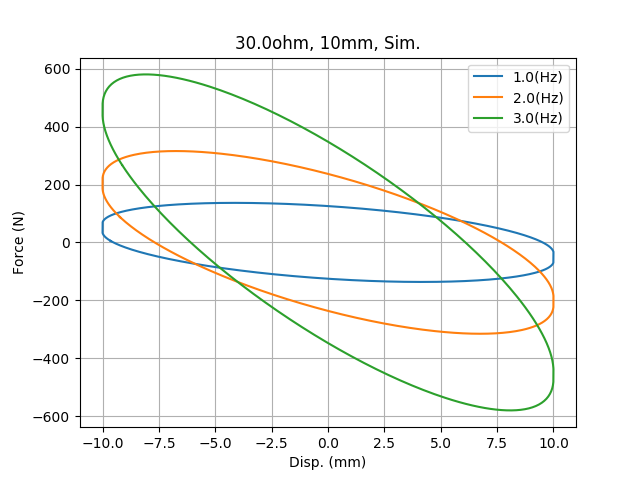 30.0ohm, 10mm, Sim.
1.0(Hz)
2.0(Hz)
3.0(Hz)
Force (N)
600
400
200
0
−200
−400
−600
−10.0 −7.5 −5.0 −2.5 0.0 2.5 5.0 7.5 10.0
Disp. (mm)